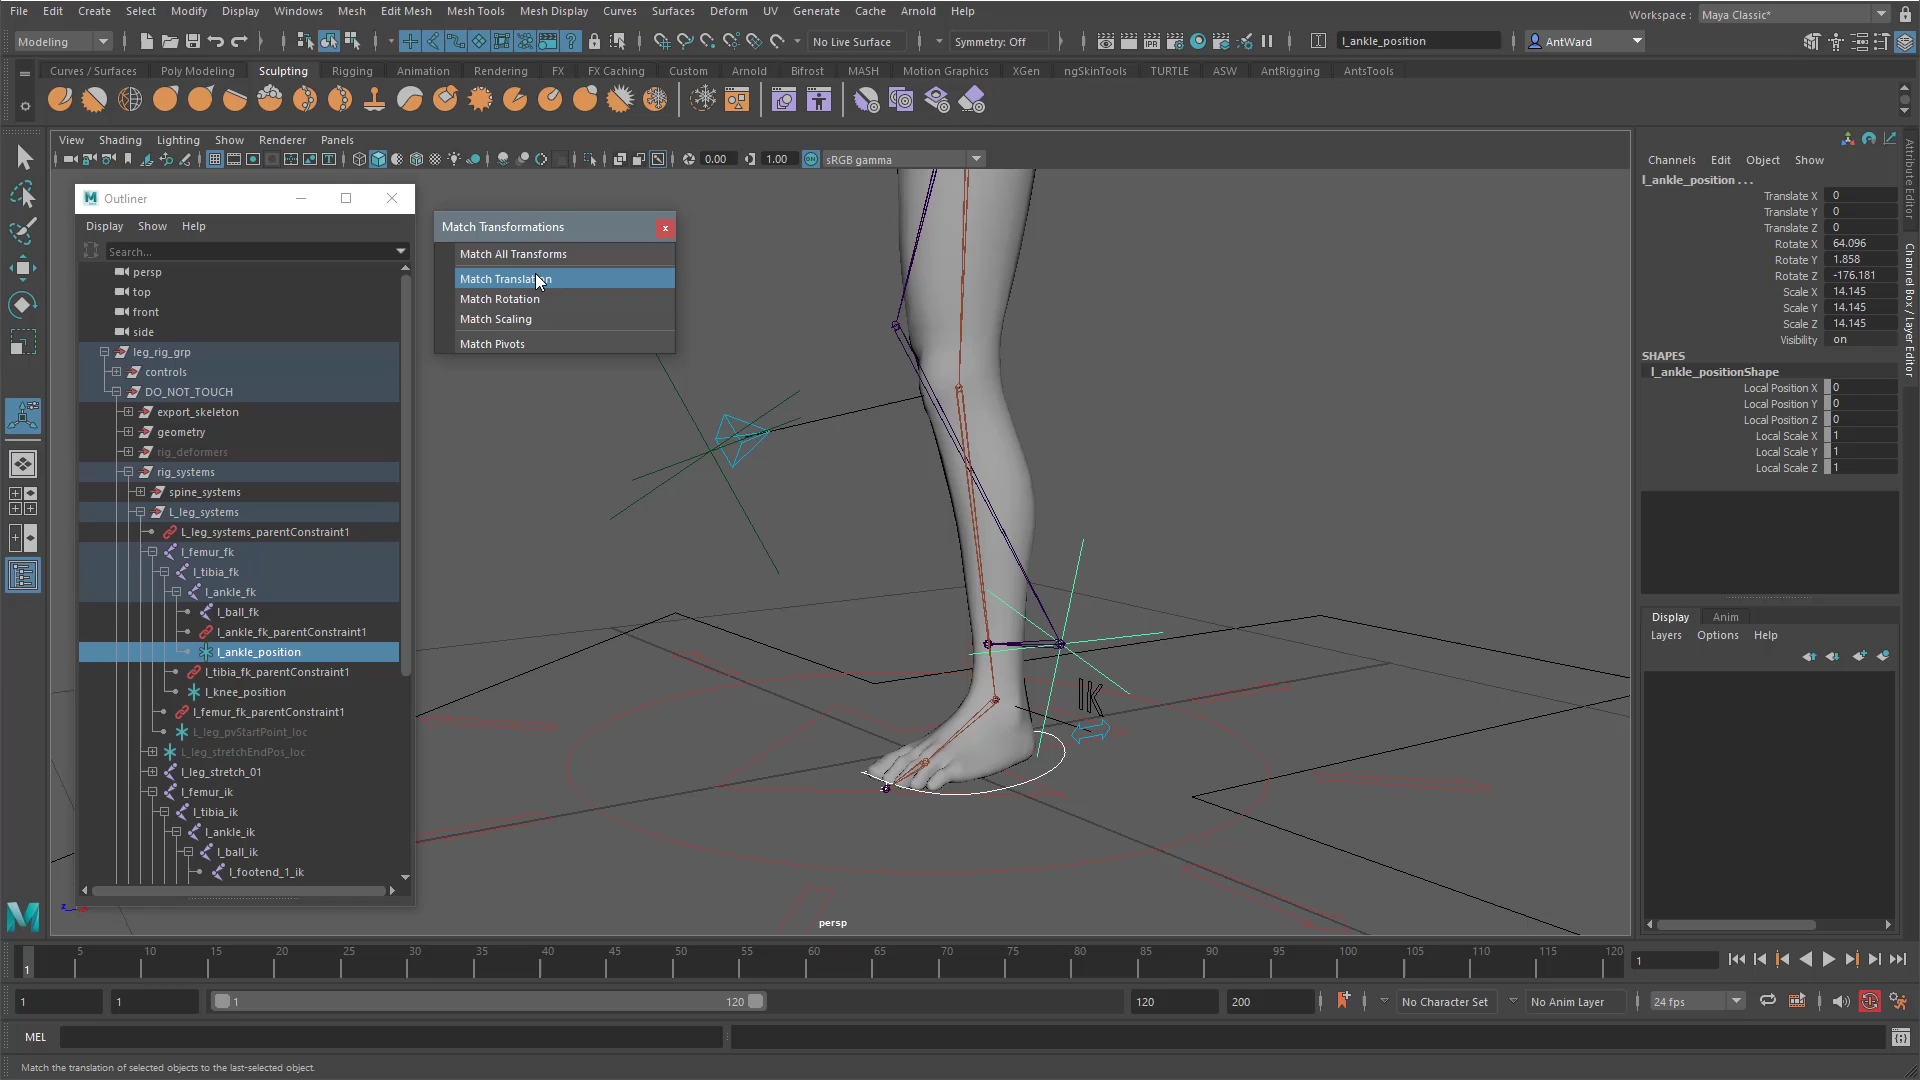 File Edit Create Select Modify Display Windows Mesh Edit Mesh Mesh Tools Mesh Display Curves Surfaces Deform UV Generate Cache Arnold Help
Workspace : Maya Classic*
Modeling No Live Surface Symmetry: Off IPR l_ankle_position AntWard
Curves / Surfaces Poly Modeling Sculpting Rigging Animation Rendering FX FX Caching Custom Arnold Bifrost MASH Motion Graphics XGen ngSkinTools TURTLE ASW AntRigging AntsTools
View Shading Lighting Show Renderer Panels
0.00 1.00 ON sRGB gamma
Outliner
Display Show Help
Search...
persp
top
front
side
leg_rig_grp
controls
DO_NOT_TOUCH
export_skeleton
geometry
rig_deformers
rig_systems
spine_systems
L_leg_systems
L_leg_systems_parentConstraint1
l_femur_fk
l_tibia_fk
l_ankle_fk
l_ball_fk
l_ankle_fk_parentConstraint1
l_ankle_position
l_tibia_fk_parentConstraint1
l_knee_position
l_femur_fk_parentConstraint1
L_leg_pvStartPoint_loc
L_leg_stretchEndPos_loc
l_leg_stretch_01
l_femur_ik
l_tibia_ik
l_ankle_ik
l_ball_ik
l_footend_1_ik
Match Transformations
Match All Transforms
Match Translation
Match Rotation
Match Scaling
Match Pivots
IK
persp
Channels Edit Object Show
l_ankle_position . . .
Translate X 0
Translate Y 0
Translate Z 0
Rotate X 64.096
Rotate Y 1.858
Rotate Z -176.181
Scale X 14.145
Scale Y 14.145
Scale Z 14.145
Visibility on
SHAPES
l_ankle_positionShape
Local Position X 0
Local Position Y 0
Local Position Z 0
Local Scale X 1
Local Scale Y 1
Local Scale Z 1
Display Anim
Layers Options Help
Attribute Editor
Channel Box / Layer Editor
5 10 15 20 25 30 35 40 45 50 55 60 65 70 75 80 85 90 95 100 105 110 115 120
1 1
1 1 1 120 120 200 No Character Set No Anim Layer 24 fps
MEL
Match the translation of selected objects to the last-selected object.